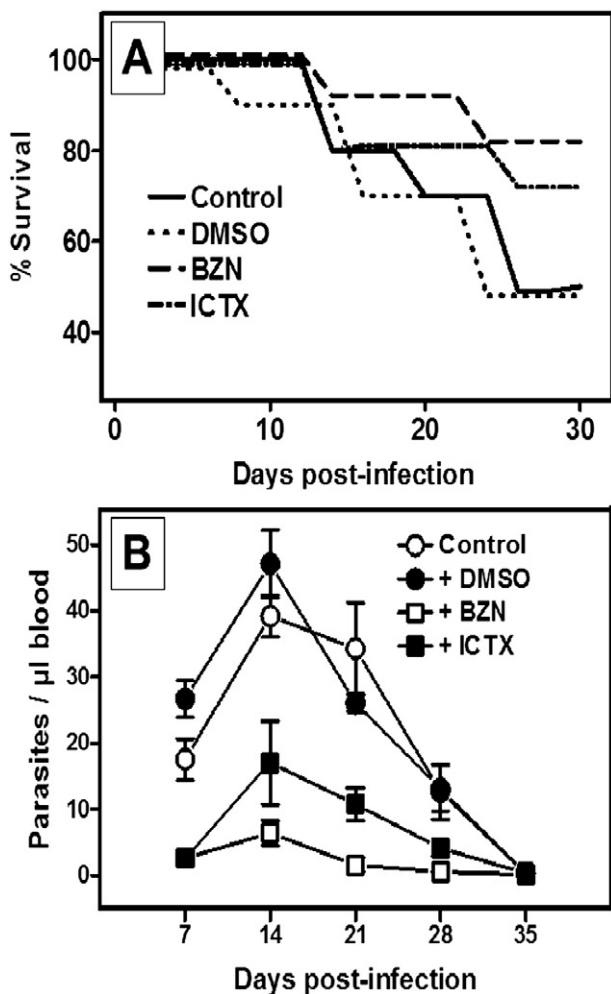 A
100
80
60
40
% Survival
Control
DMSO
BZN
ICTX
0 10 20 30
Days post-infection
B
50
40
30
20
10
0
Parasites / µl blood
Control
+ DMSO
+ BZN
+ ICTX
7 14 21 28 35
Days post-infection